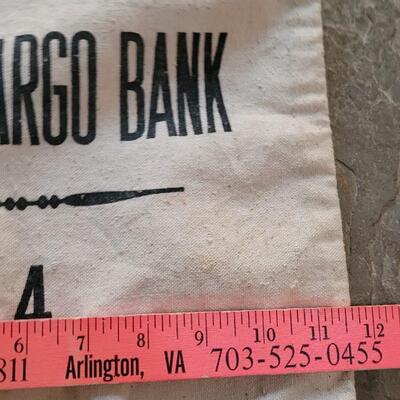 ARGO BANK
4
6 7 8 9 10 11 12
811 Arlington, VA 703-525-0455